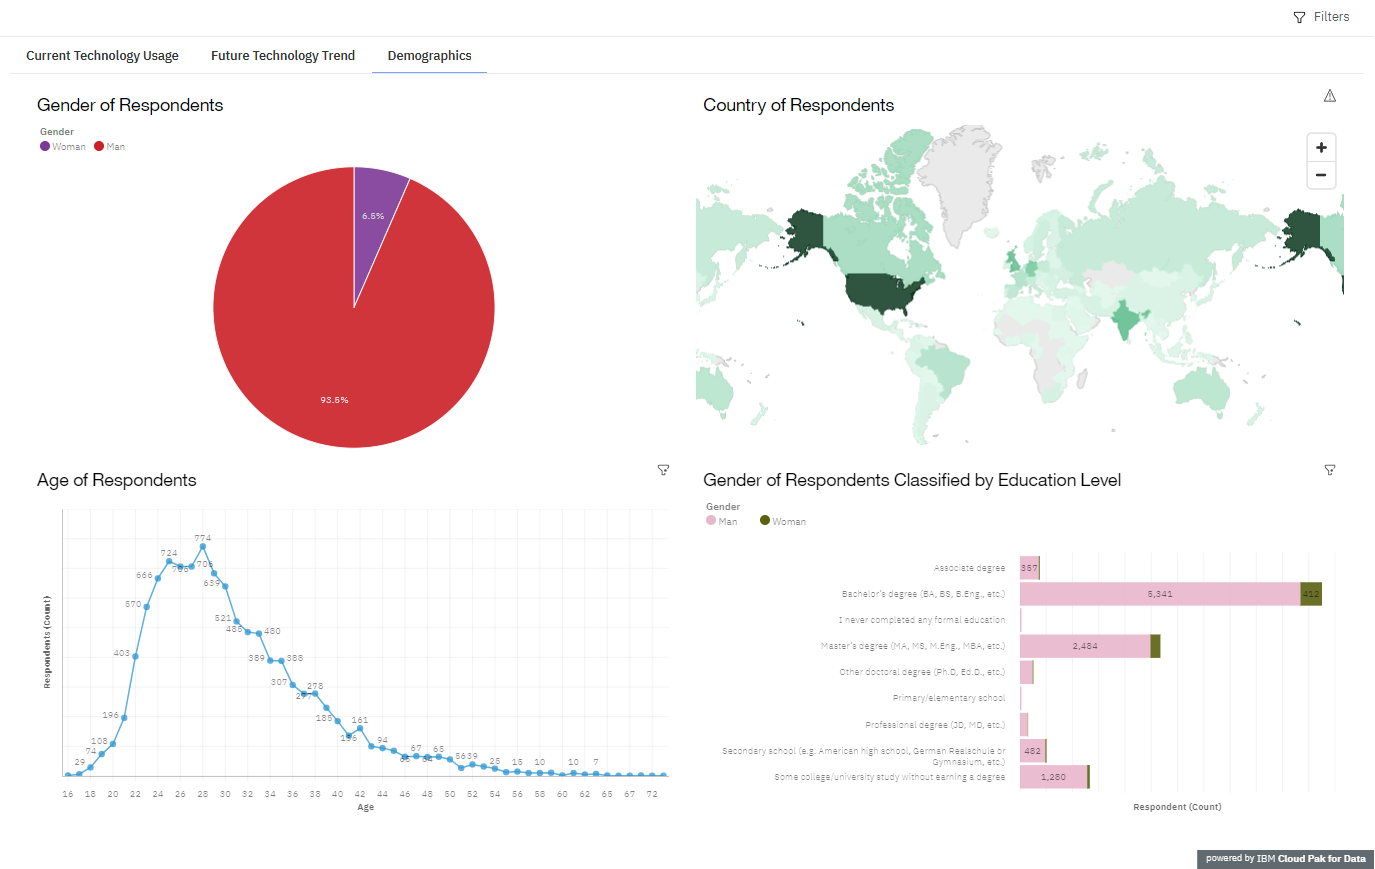 Filters
Current Technology Usage Future Technology Trend Demographics
Gender of Respondents
Gender
Woman Man
6.5%
93.5%
Country of Respondents
+
−
Age of Respondents
Respondents (Count)
774
724
706
666
639
570
521
485
480
403
389
388
307
278
196
185
161
108
94
74
67
65
56
39
29
25
15
10
10
7
16 18 20 22 24 26 28 30 32 34 36 38 40 42 44 46 48 50 52 54 56 58 60 62 65 67 72
Age
Gender of Respondents Classified by Education Level
Gender
Man Woman
Associate degree 357
Bachelor's degree (BA, BS, B.Eng., etc.) 5,341 412
I never completed any formal education
Master's degree (MA, MS, M.Eng., MBA, etc.) 2,484
Other doctoral degree (Ph.D, Ed.D., etc.)
Primary/elementary school
Professional degree (JD, MD, etc.)
Secondary school (e.g. American high school, German Realschule or
Gymnasium, etc.) 482
Some college/university study without earning a degree 1,280
Respondent (Count)
powered by IBM Cloud Pak for Data